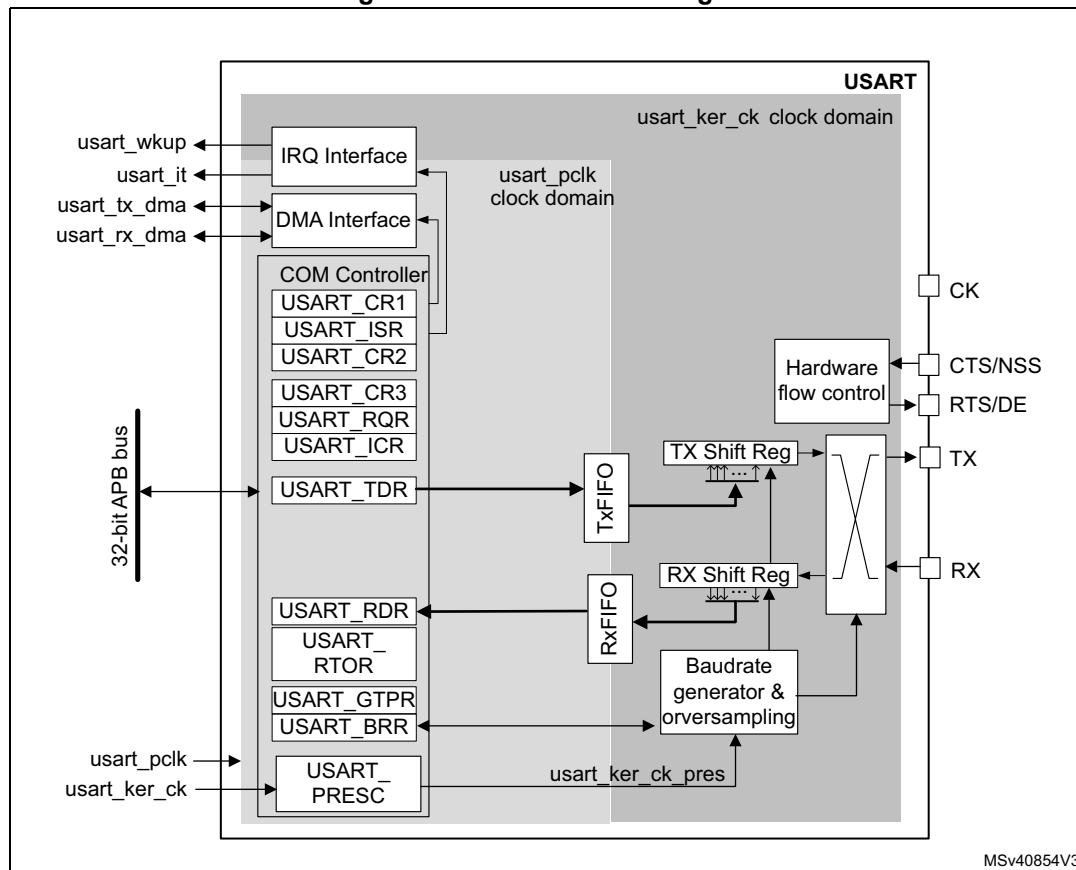 USART
usart_ker_ck clock domain
usart_wkup
IRQ Interface
usart_it
usart_pclk
clock domain
usart_tx_dma
DMA Interface
usart_rx_dma
COM Controller
USART_CR1
USART_ISR
USART_CR2
USART_CR3
USART_RQR
USART_ICR
USART_TDR
32-bit APB bus
TxFIFO
TX Shift Reg
...
Hardware
flow control
CK
CTS/NSS
RTS/DE
TX
RX
RX Shift Reg
...
RxFIFO
USART_RDR
USART_
RTOR
USART_GTPR
USART_BRR
Baudrate
generator &
orversampling
usart_pclk
usart_ker_ck
USART_
PRESC
usart_ker_ck_pres
MSv40854V3